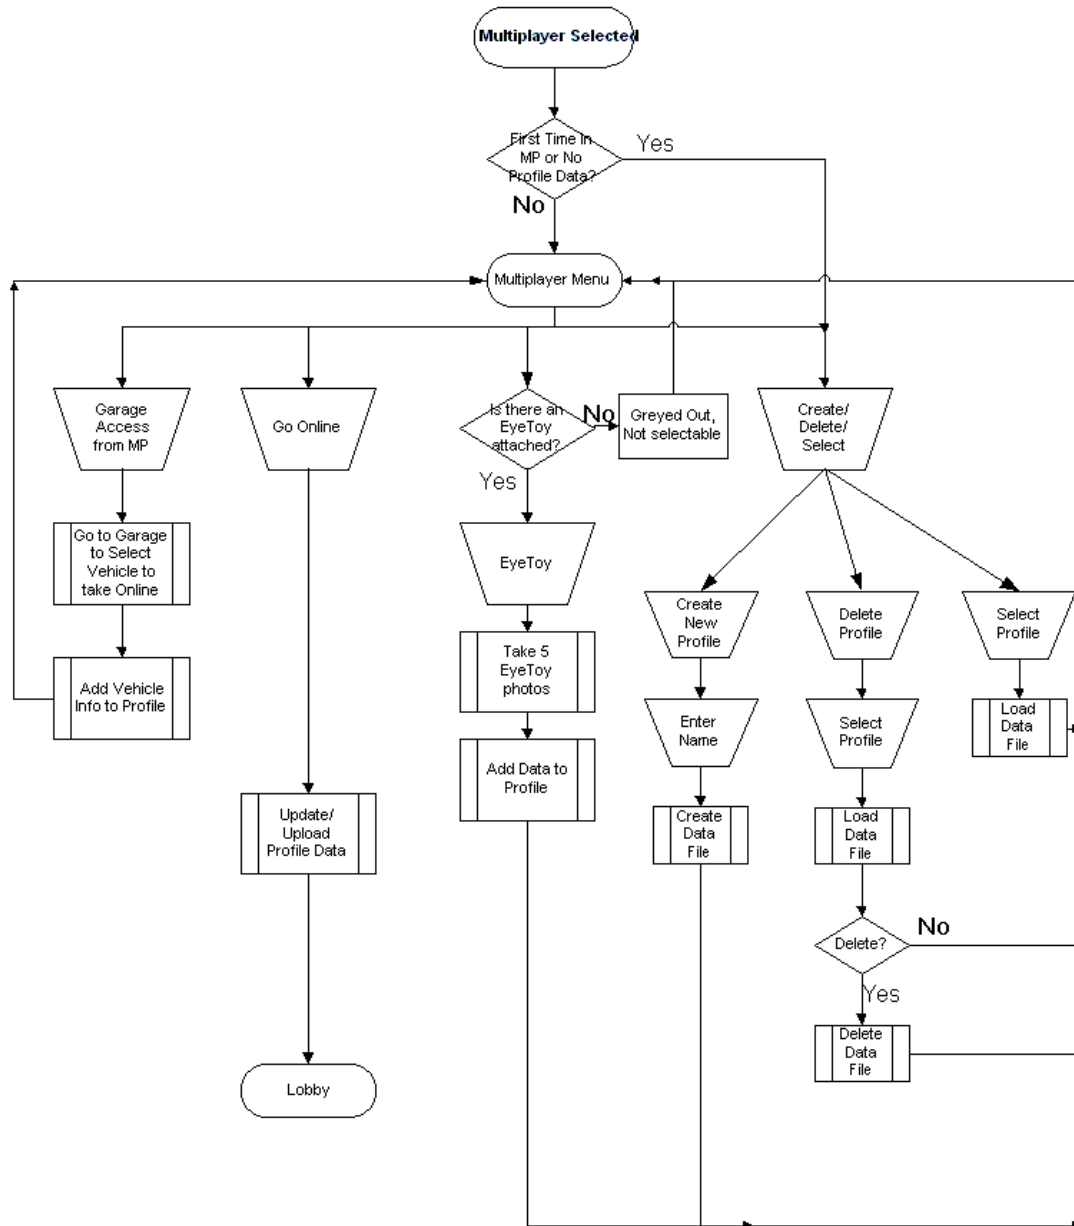 Multiplayer Selected
First Time in
MP or No
Profile Data?
Yes
No
Multiplayer Menu
Garage
Access
from MP
Go Online
Is there an
EyeToy
attached?
No
Greyed Out,
Not selectable
Create/
Delete/
Select
Yes
Go to Garage
to Select
Vehicle to
take Online
EyeToy
Create
New
Profile
Delete
Profile
Select
Profile
Add Vehicle
Info to Profile
Take 5
EyeToy
photos
Enter
Name
Select
Profile
Load
Data
File
Add Data to
Profile
Update/
Upload
Profile Data
Create
Data
File
Load
Data
File
Delete?
No
Yes
Delete
Data
File
Lobby